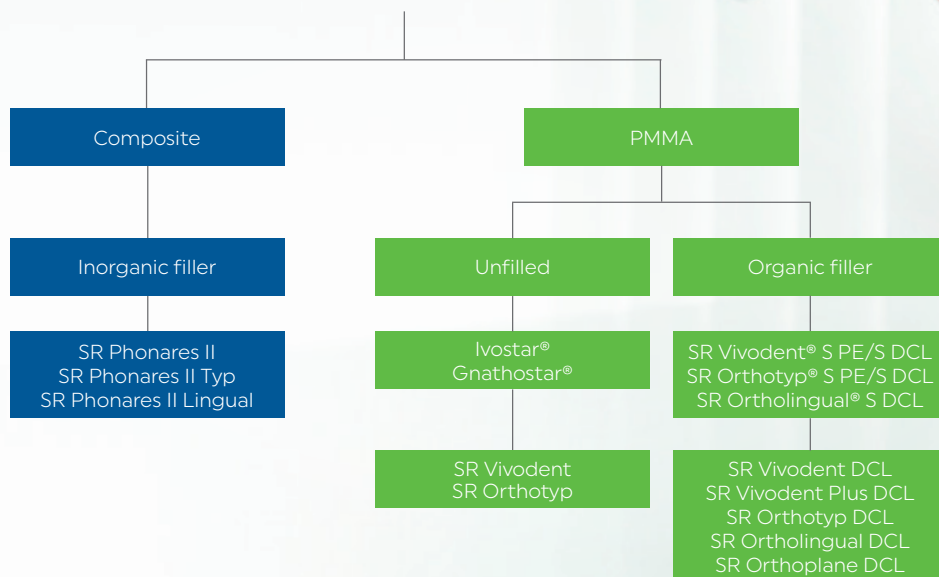 Composite
PMMA
Inorganic filler
Unfilled
Organic filler
SR Phonares II
SR Phonares II Typ
SR Phonares II Lingual
Ivostar®
Gnathostar®
SR Vivodent® S PE/S DCL
SR Orthotyp® S PE/S DCL
SR Ortholingual® S DCL
SR Vivodent
SR Orthotyp
SR Vivodent DCL
SR Vivodent Plus DCL
SR Orthotyp DCL
SR Ortholingual DCL
SR Orthoplane DCL